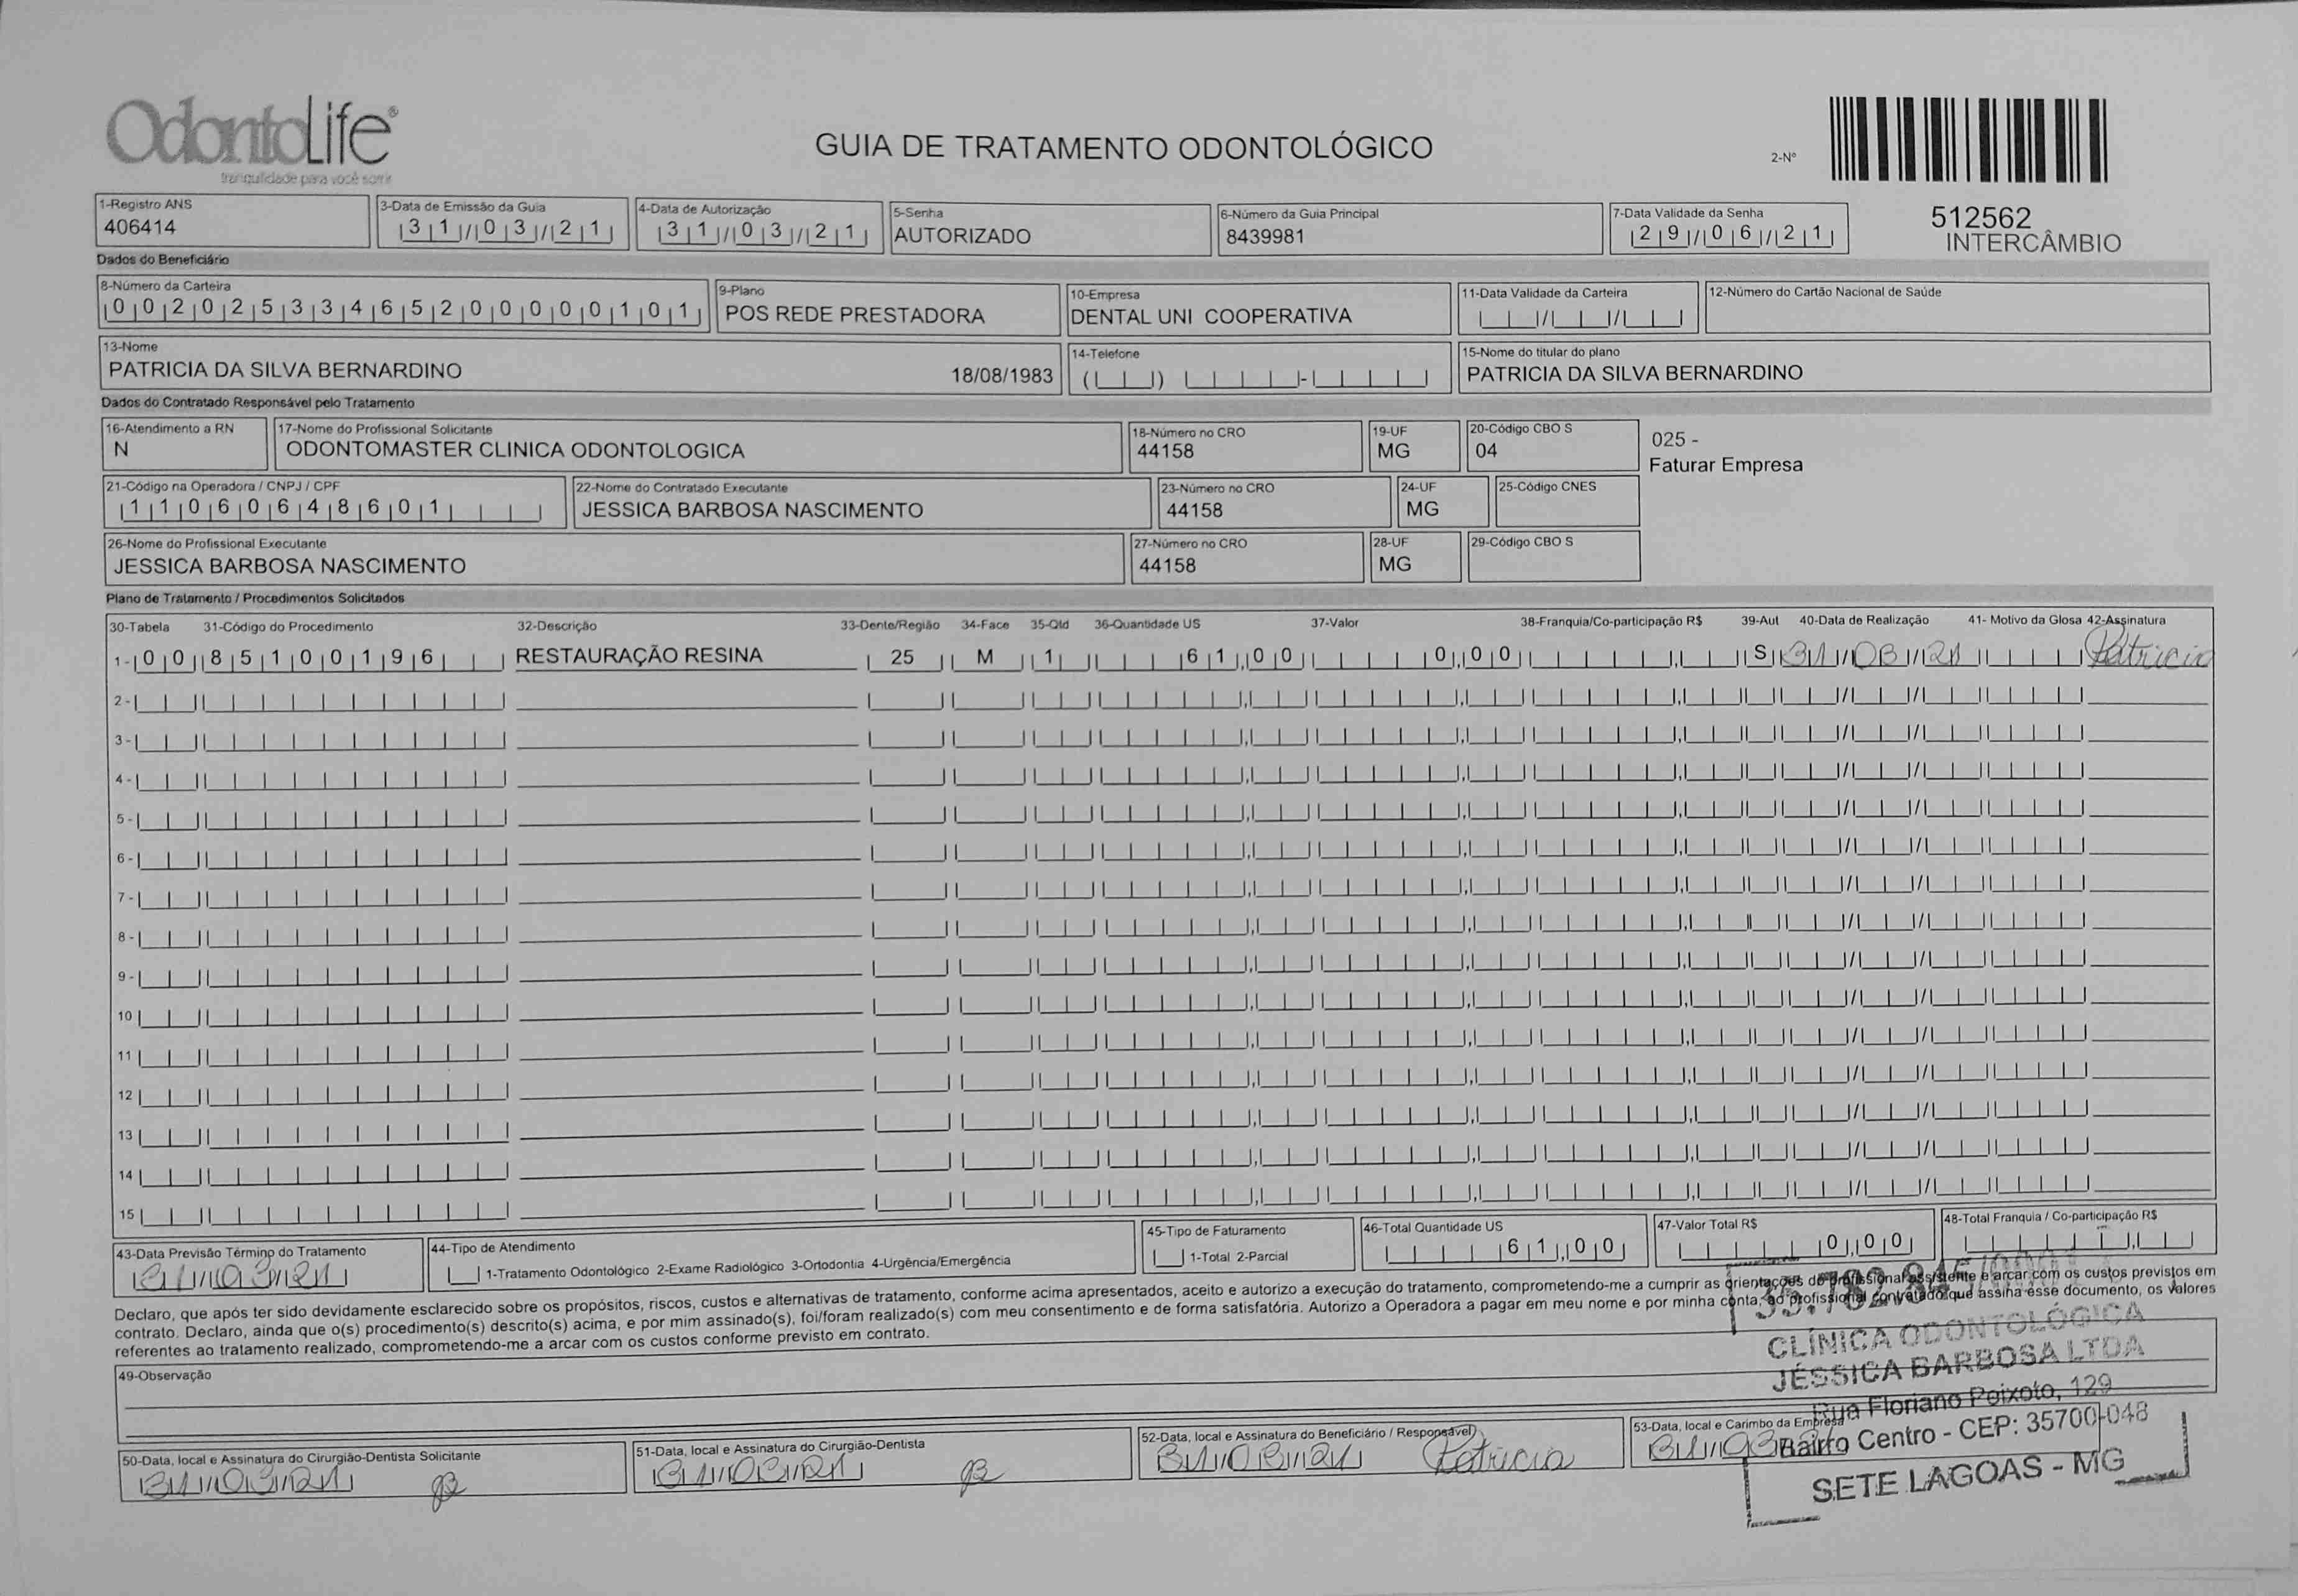 OdontoLife®
tranquilidade para você sorrir
GUIA DE TRATAMENTO ODONTOLÓGICO
2-Nº
512562
INTERCÂMBIO
1-Registro ANS
406414
3-Data de Emissão da Guia
31/03/21
4-Data de Autorização
31/03/21
5-Senha
AUTORIZADO
6-Número da Guia Principal
8439981
7-Data Validade da Senha
29/06/21
Dados do Beneficiário
8-Número da Carteira
00202533465200000101
9-Plano
POS REDE PRESTADORA
10-Empresa
DENTAL UNI COOPERATIVA
11-Data Validade da Carteira
12-Número do Cartão Nacional de Saúde
13-Nome
PATRICIA DA SILVA BERNARDINO 18/08/1983
14-Telefone
15-Nome do titular do plano
PATRICIA DA SILVA BERNARDINO
Dados do Contratado Responsável pelo Tratamento
16-Atendimento a RN
N
17-Nome do Profissional Solicitante
ODONTOMASTER CLINICA ODONTOLOGICA
18-Número no CRO
44158
19-UF
MG
20-Código CBO S
04
025 -
Faturar Empresa
21-Código na Operadora / CNPJ / CPF
11060648601
22-Nome do Contratado Executante
JESSICA BARBOSA NASCIMENTO
23-Número no CRO
44158
24-UF
MG
25-Código CNES
26-Nome do Profissional Executante
JESSICA BARBOSA NASCIMENTO
27-Número no CRO
44158
28-UF
MG
29-Código CBO S
Plano de Tratamento / Procedimentos Solicitados
30-Tabela 31-Código do Procedimento 32-Descrição 33-Dente/Região 34-Face 35-Qtd 36-Quantidade US 37-Valor 38-Franquia/Co-participação R$ 39-Aut 40-Data de Realização 41- Motivo da Glosa 42-Assinatura
1- 00 85100196 RESTAURAÇÃO RESINA 25 M 1 61,00 0,00 S 31/03/21 Patricia
2-
3-
4-
5-
6-
7-
8-
9-
10
11
12
13
14
15
43-Data Previsão Término do Tratamento
31/03/21
44-Tipo de Atendimento
1-Tratamento Odontológico 2-Exame Radiológico 3-Ortodontia 4-Urgência/Emergência
45-Tipo de Faturamento
1-Total 2-Parcial
46-Total Quantidade US
61,00
47-Valor Total R$
0,00
48-Total Franquia / Co-participação R$
Declaro, que após ter sido devidamente esclarecido sobre os propósitos, riscos, custos e alternativas de tratamento, conforme acima apresentados, aceito e autorizo a execução do tratamento, comprometendo-me a cumprir as orientações do profissional assistente e arcar com os custos previstos em
contrato. Declaro, ainda que o(s) procedimento(s) descrito(s) acima, e por mim assinado(s), foi/foram realizado(s) com meu consentimento e de forma satisfatória. Autorizo a Operadora a pagar em meu nome e por minha conta, ao profissional contratado que assina esse documento, os valores
referentes ao tratamento realizado, comprometendo-me a arcar com os custos conforme previsto em contrato.
CLÍNICA ODONTOLÓGICA
JÉSSICA BARBOSA LTDA
Rua Floriano Peixoto, 129
Bairro Centro - CEP: 35700-048
SETE LAGOAS - MG
49-Observação
50-Data, local e Assinatura do Cirurgião-Dentista Solicitante
31/03/21
51-Data, local e Assinatura do Cirurgião-Dentista
31/03/21
52-Data, local e Assinatura do Beneficiário / Responsável
31/03/21 Patricia
53-Data, local e Carimbo da Empresa
31/03/21